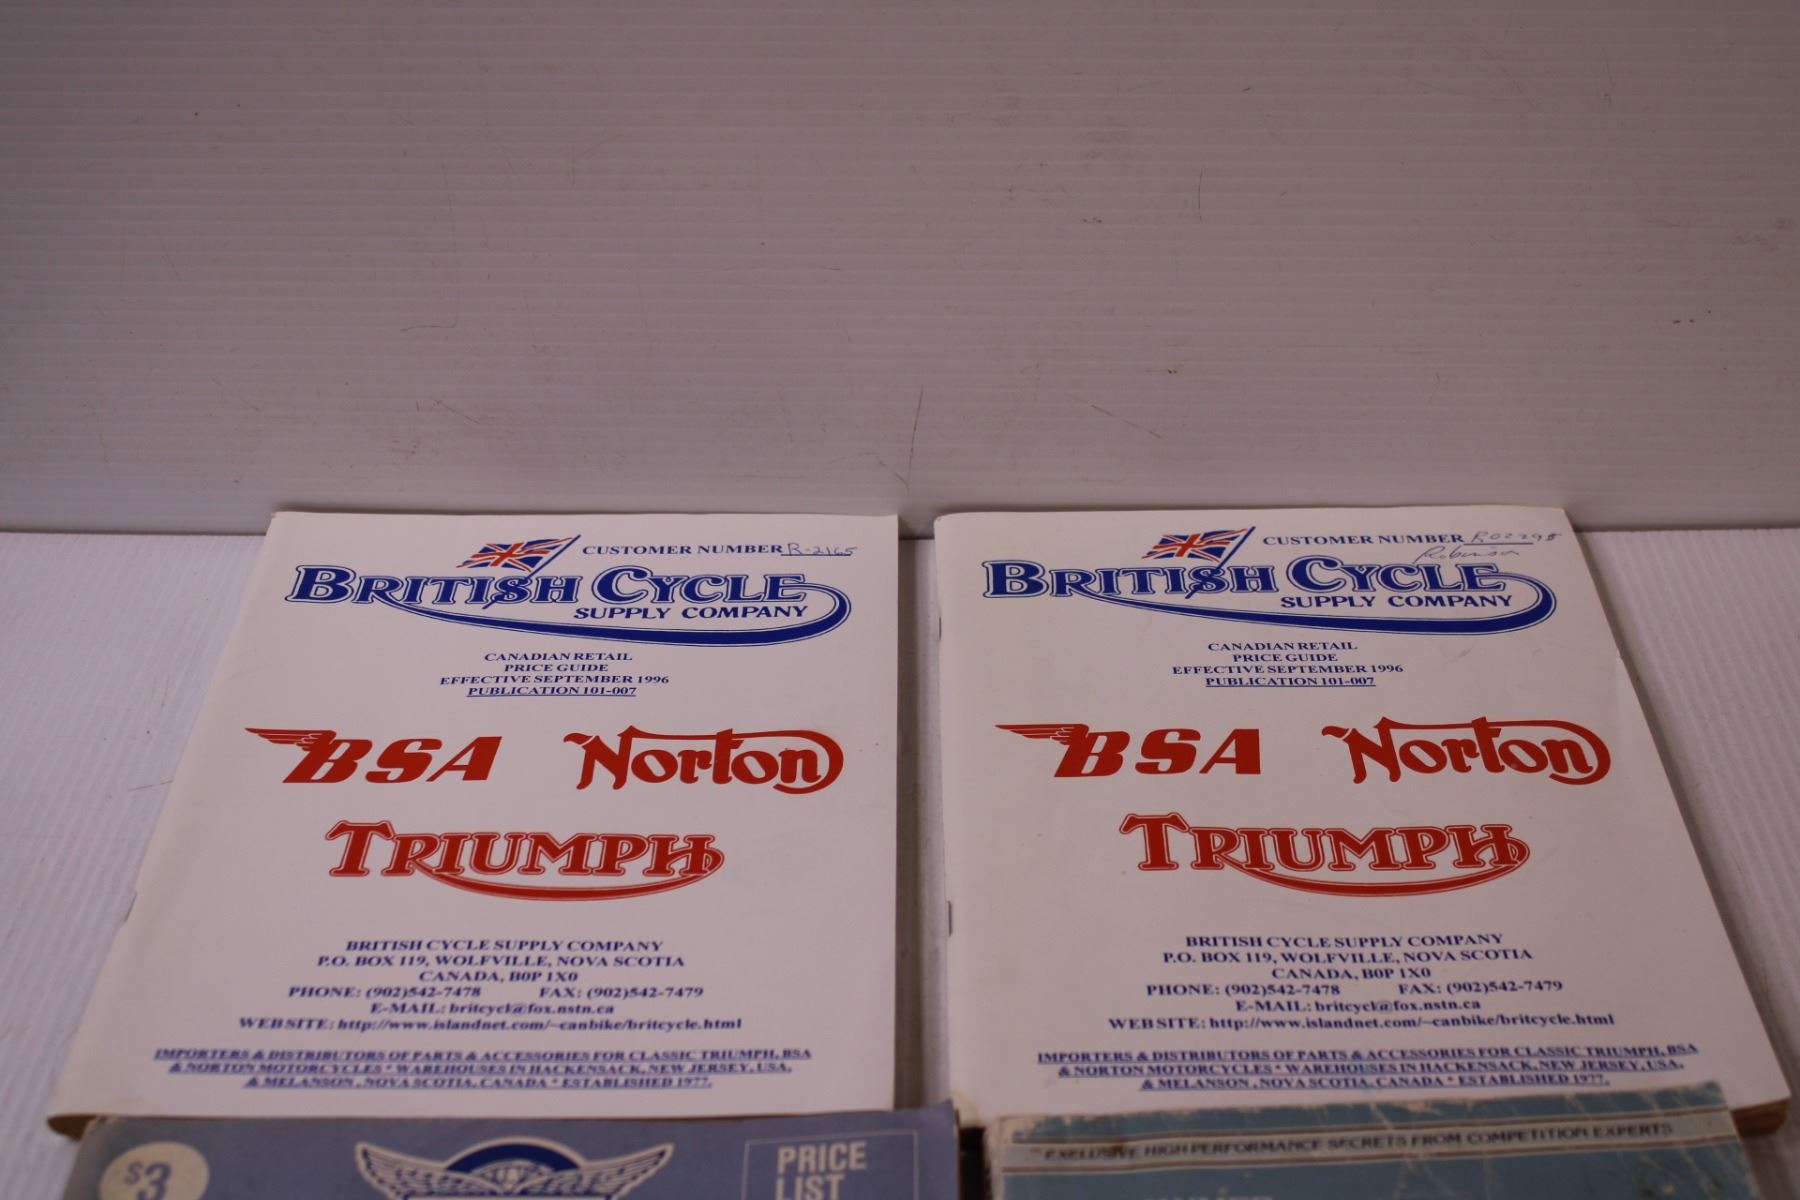 CUSTOMER NUMBER R-2165
BRITISH CYCLE
SUPPLY COMPANY
CANADIAN RETAIL
PRICE GUIDE
EFFECTIVE SEPTEMBER 1996
PUBLICATION 101-007
BSA Norton
TRIUMPH
BRITISH CYCLE SUPPLY COMPANY
P.O. BOX 119, WOLFVILLE, NOVA SCOTIA
CANADA, B0P 1X0
PHONE: (902)542-7478 FAX: (902)542-7479
E-MAIL: britcycl@fox.nstn.ca
WEB SITE: http://www.islandnet.com/~canbike/britcycle.html
IMPORTERS & DISTRIBUTORS OF PARTS & ACCESSORIES FOR CLASSIC TRIUMPH, BSA
& NORTON MOTORCYCLES * WAREHOUSES IN HACKENSACK, NEW JERSEY, USA,
& MELANSON , NOVA SCOTIA, CANADA * ESTABLISHED 1977.
CUSTOMER NUMBER R02298
Robinson
BRITISH CYCLE
SUPPLY COMPANY
CANADIAN RETAIL
PRICE GUIDE
EFFECTIVE SEPTEMBER 1996
PUBLICATION 101-007
BSA Norton
TRIUMPH
BRITISH CYCLE SUPPLY COMPANY
P.O. BOX 119, WOLFVILLE, NOVA SCOTIA
CANADA, B0P 1X0
PHONE: (902)542-7478 FAX: (902)542-7479
E-MAIL: britcycl@fox.nstn.ca
WEB SITE: http://www.islandnet.com/~canbike/britcycle.html
IMPORTERS & DISTRIBUTORS OF PARTS & ACCESSORIES FOR CLASSIC TRIUMPH, BSA
& NORTON MOTORCYCLES * WAREHOUSES IN HACKENSACK, NEW JERSEY, USA,
& MELANSON , NOVA SCOTIA, CANADA * ESTABLISHED 1977.
$3
PRICE
LIST
EXCLUSIVE HIGH PERFORMANCE SECRETS FROM COMPETITION EXPERTS